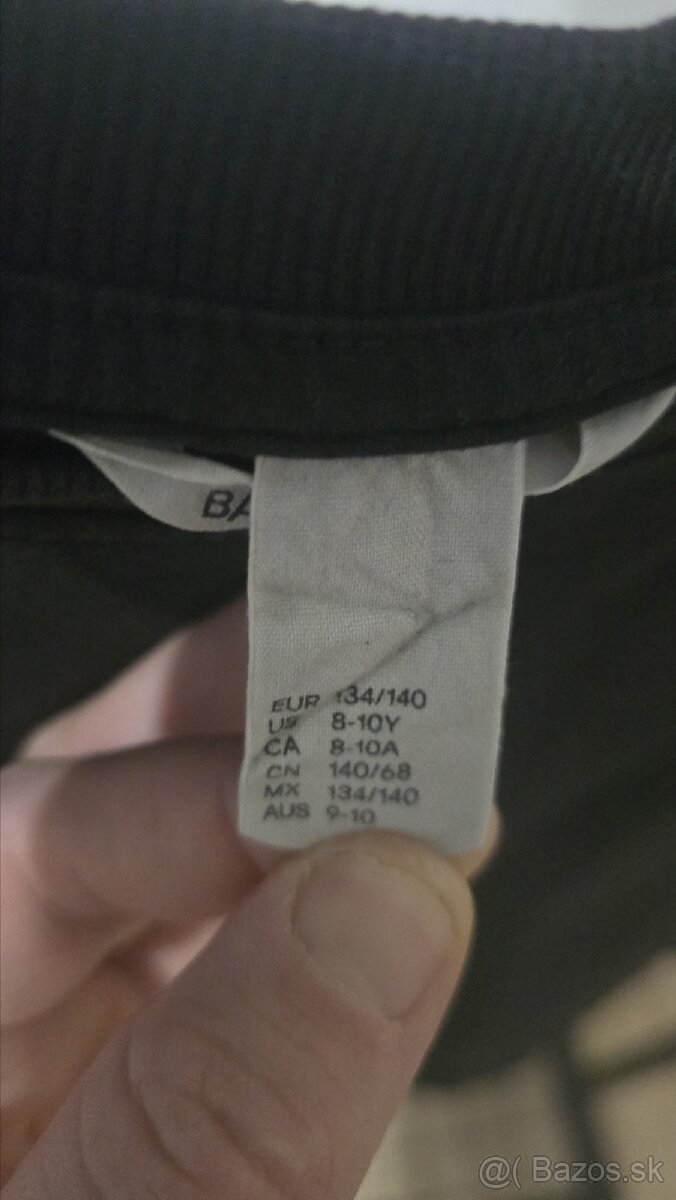 BA
EUR 134/140
US 8-10Y
CA 8-10A
CN 140/68
MX 134/140
AUS 9-10
@( Bazos.sk